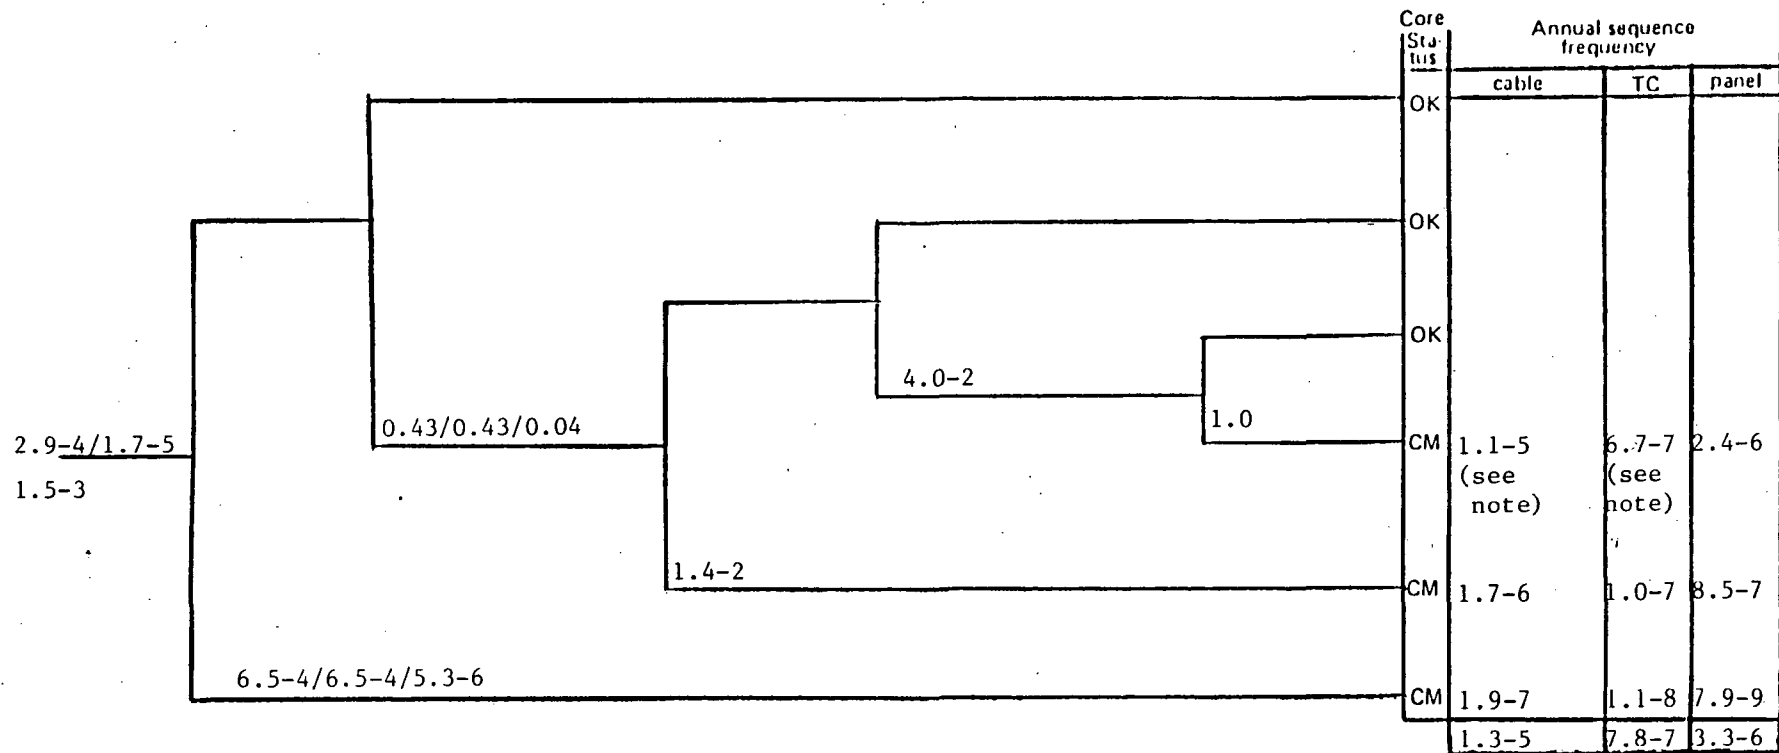 Core
Sta-
tus
Annual sequence
frequency
cable TC panel
OK
OK
OK
4.0-2
1.0
0.43/0.43/0.04
2.9-4/1.7-5
1.5-3
CM 1.1-5 6.7-7 2.4-6
(see (see
note) note)
1.4-2
CM 1.7-6 1.0-7 8.5-7
6.5-4/6.5-4/5.3-6
CM 1.9-7 1.1-8 7.9-9
1.3-5 7.8-7 3.3-6